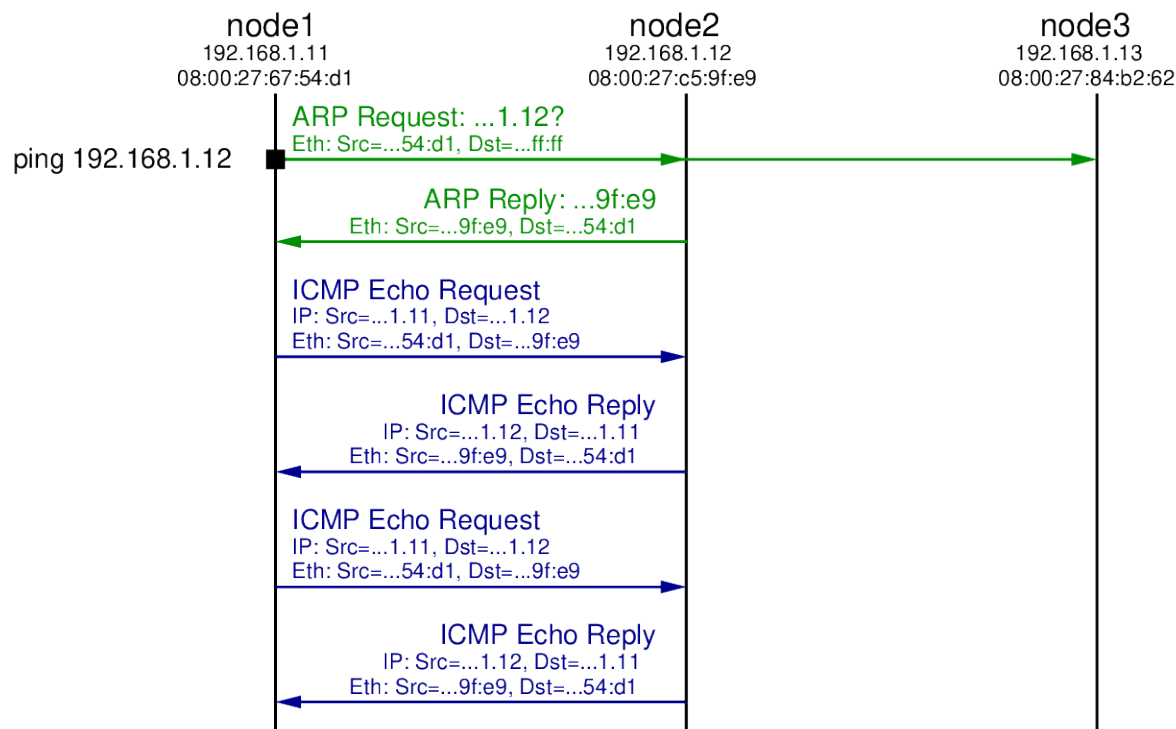 node1
192.168.1.11
08:00:27:67:54:d1
node2
192.168.1.12
08:00:27:c5:9f:e9
node3
192.168.1.13
08:00:27:84:b2:62
ping 192.168.1.12
ARP Request: ...1.12?
Eth: Src=...54:d1, Dst=...ff:ff
ARP Reply: ...9f:e9
Eth: Src=...9f:e9, Dst=...54:d1
ICMP Echo Request
IP: Src=...1.11, Dst=...1.12
Eth: Src=...54:d1, Dst=...9f:e9
ICMP Echo Reply
IP: Src=...1.12, Dst=...1.11
Eth: Src=...9f:e9, Dst=...54:d1
ICMP Echo Request
IP: Src=...1.11, Dst=...1.12
Eth: Src=...54:d1, Dst=...9f:e9
ICMP Echo Reply
IP: Src=...1.12, Dst=...1.11
Eth: Src=...9f:e9, Dst=...54:d1